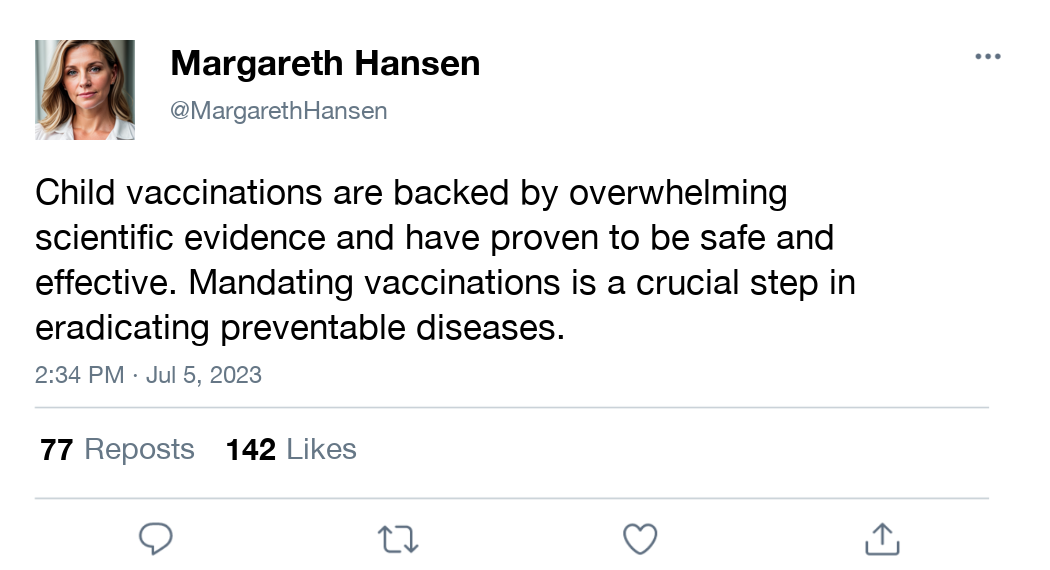 Margareth Hansen
@MargarethHansen
Child vaccinations are backed by overwhelming
scientific evidence and have proven to be safe and
effective. Mandating vaccinations is a crucial step in
eradicating preventable diseases.
2:34 PM · Jul 5, 2023
77 Reposts 142 Likes